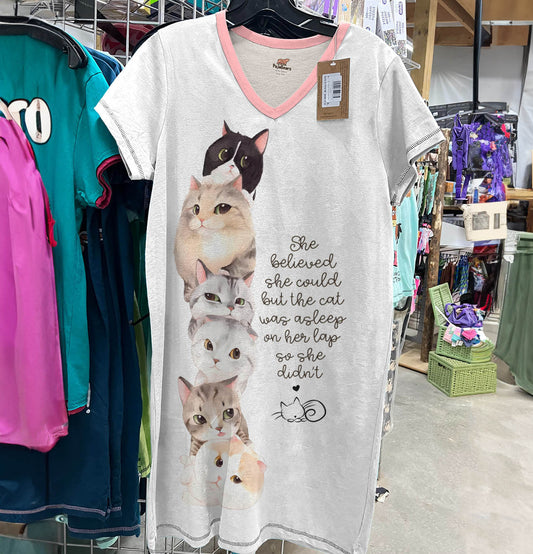 She
believed
she could
but the cat
was asleep
on her lap
so she
didn't